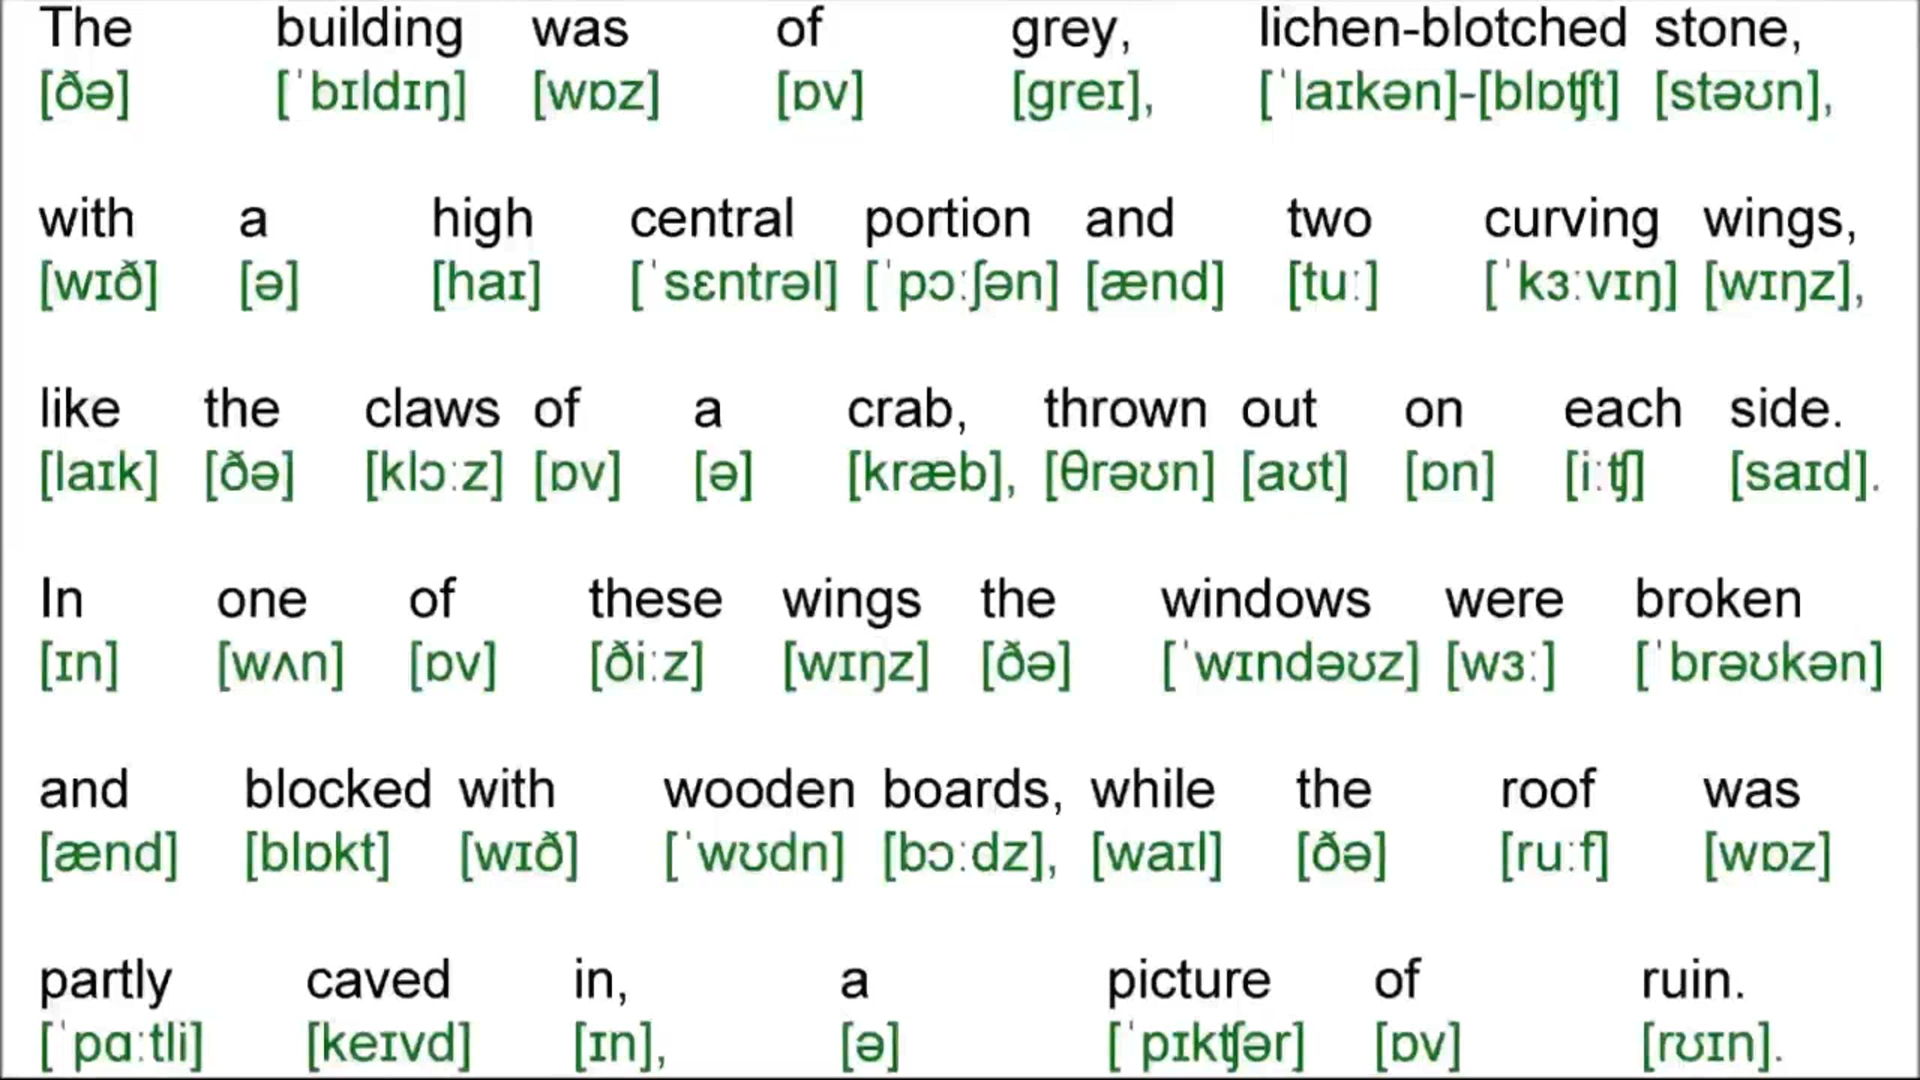 The building was of grey, lichen-blotched stone,
[ðə] [ˈbɪldɪŋ] [wɒz] [ɒv] [greɪ], [ˈlaɪkən]-[blɒʧt] [stəʊn],
with a high central portion and two curving wings,
[wɪð] [ə] [haɪ] [ˈsɛntrəl] [ˈpɔːʃən] [ænd] [tuː] [ˈkɜːvɪŋ] [wɪŋz],
like the claws of a crab, thrown out on each side.
[laɪk] [ðə] [klɔːz] [ɒv] [ə] [kræb], [θrəʊn] [aʊt] [ɒn] [iːʧ] [saɪd].
In one of these wings the windows were broken
[ɪn] [wʌn] [ɒv] [ðiːz] [wɪŋz] [ðə] [ˈwɪndəʊz] [wɜː] [ˈbrəʊkən]
and blocked with wooden boards, while the roof was
[ænd] [blɒkt] [wɪð] [ˈwʊdn] [bɔːdz], [waɪl] [ðə] [ruːf] [wɒz]
partly caved in, a picture of ruin.
[ˈpɑːtli] [keɪvd] [ɪn], [ə] [ˈpɪkʧər] [ɒv] [rʊɪn].